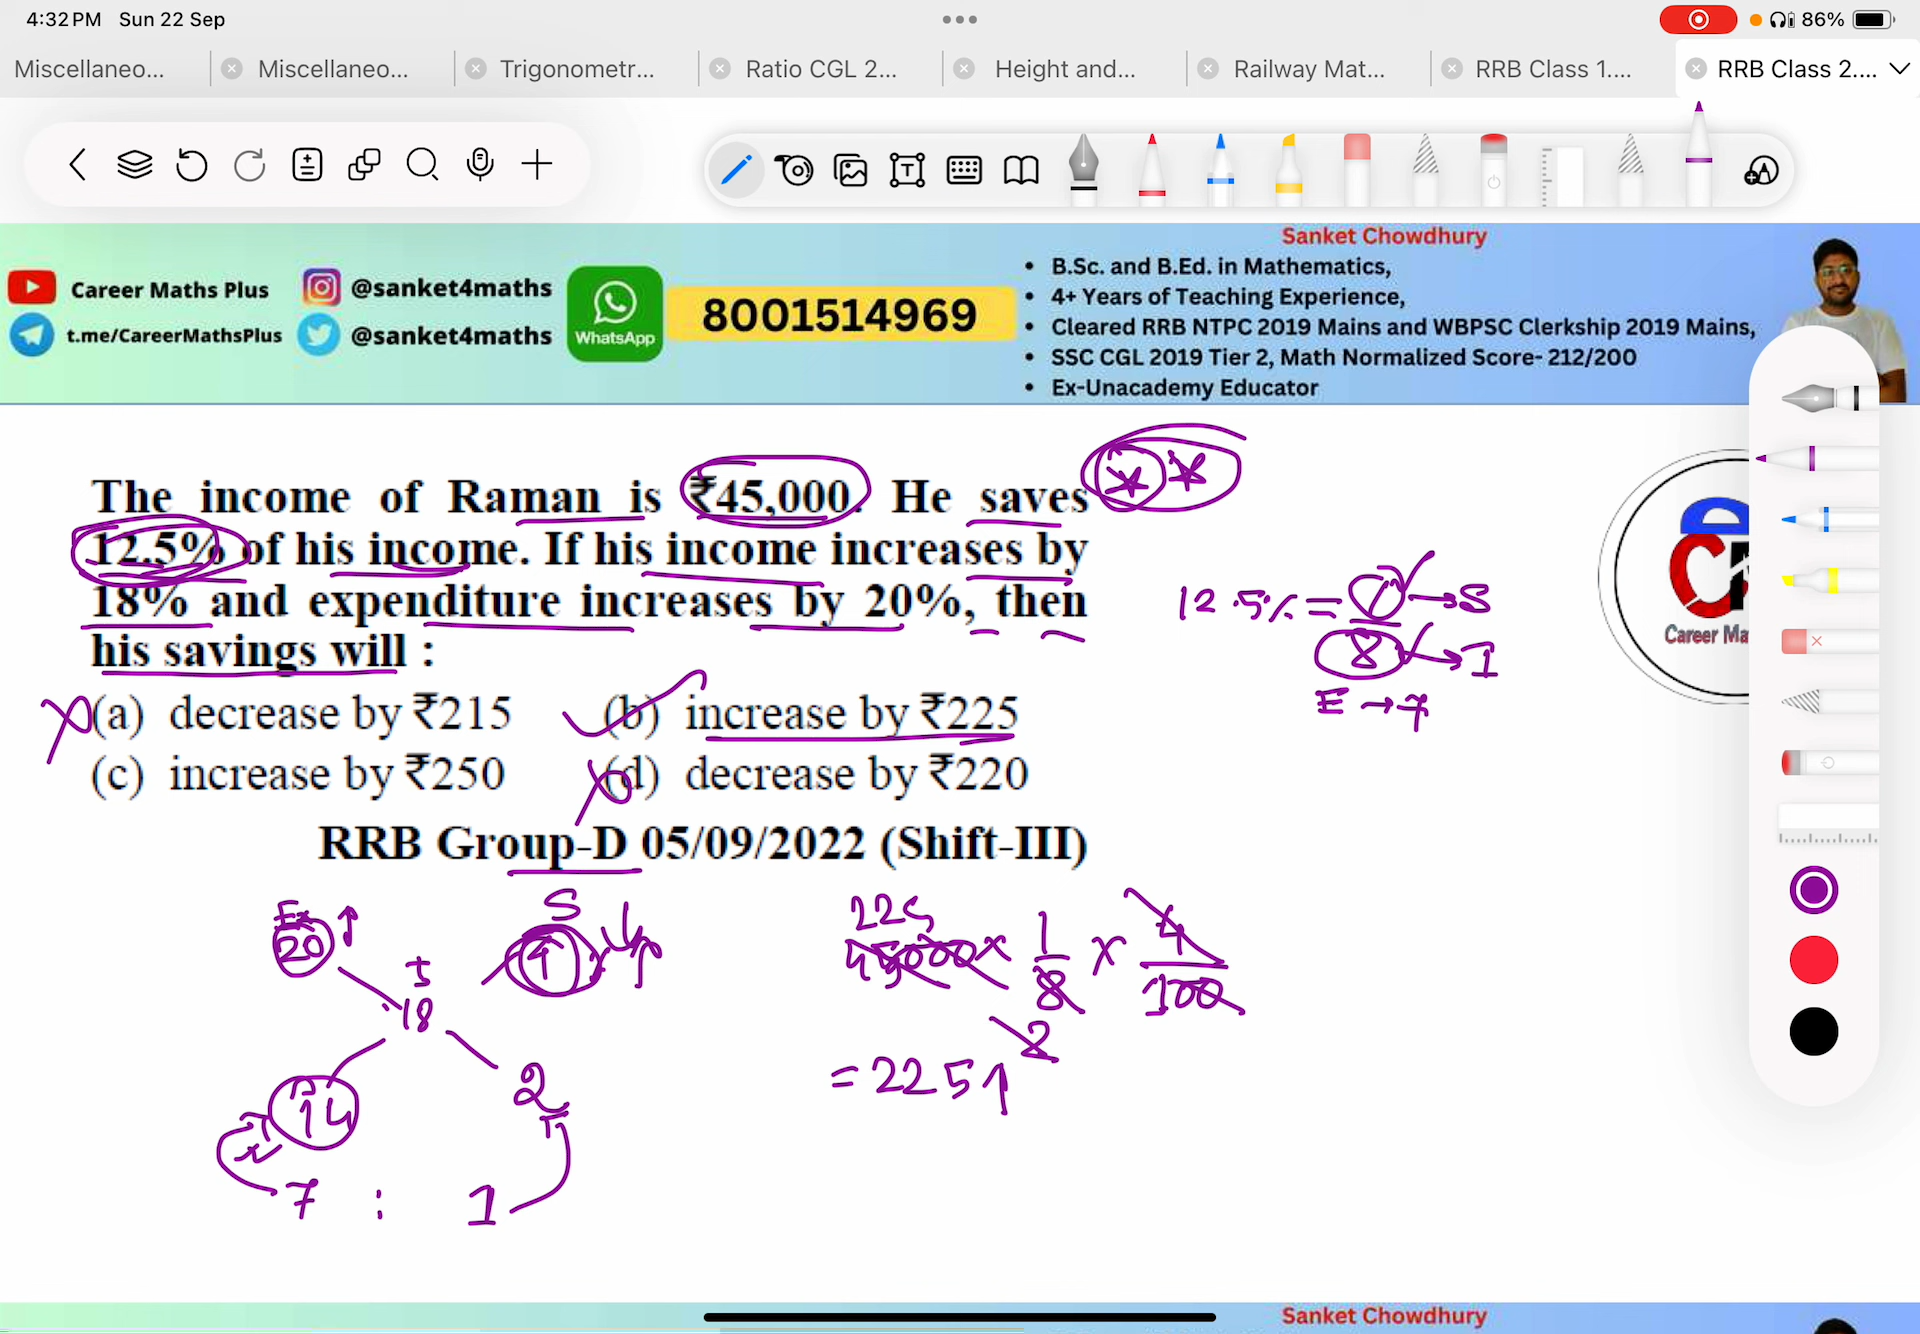 4:32 PM Sun 22 Sep
86%
Miscellaneo...
Miscellaneo...
Trigonometr...
Ratio CGL 2...
Height and...
Railway Mat...
RRB Class 1....
RRB Class 2....
Career Maths Plus
@sanket4maths
t.me/CareerMathsPlus
@sanket4maths
WhatsApp
8001514969
Sanket Chowdhury
• B.Sc. and B.Ed. in Mathematics,
• 4+ Years of Teaching Experience,
• Cleared RRB NTPC 2019 Mains and WBPSC Clerkship 2019 Mains,
• SSC CGL 2019 Tier 2, Math Normalized Score- 212/200
• Ex-Unacademy Educator
The income of Raman is ₹45,000. He saves
12.5% of his income. If his income increases by
18% and expenditure increases by 20%, then
his savings will :
(a) decrease by ₹215 (b) increase by ₹225
(c) increase by ₹250 (d) decrease by ₹220
RRB Group-D 05/09/2022 (Shift-III)
12.5% = 1 → S
8 → I
E → 7
Career Ma
Ex S
20 4
I
18
14 2
7 : 1
225
45000 × 1/8 × 4/100
2
= 225 ↑
Sanket Chowdhury